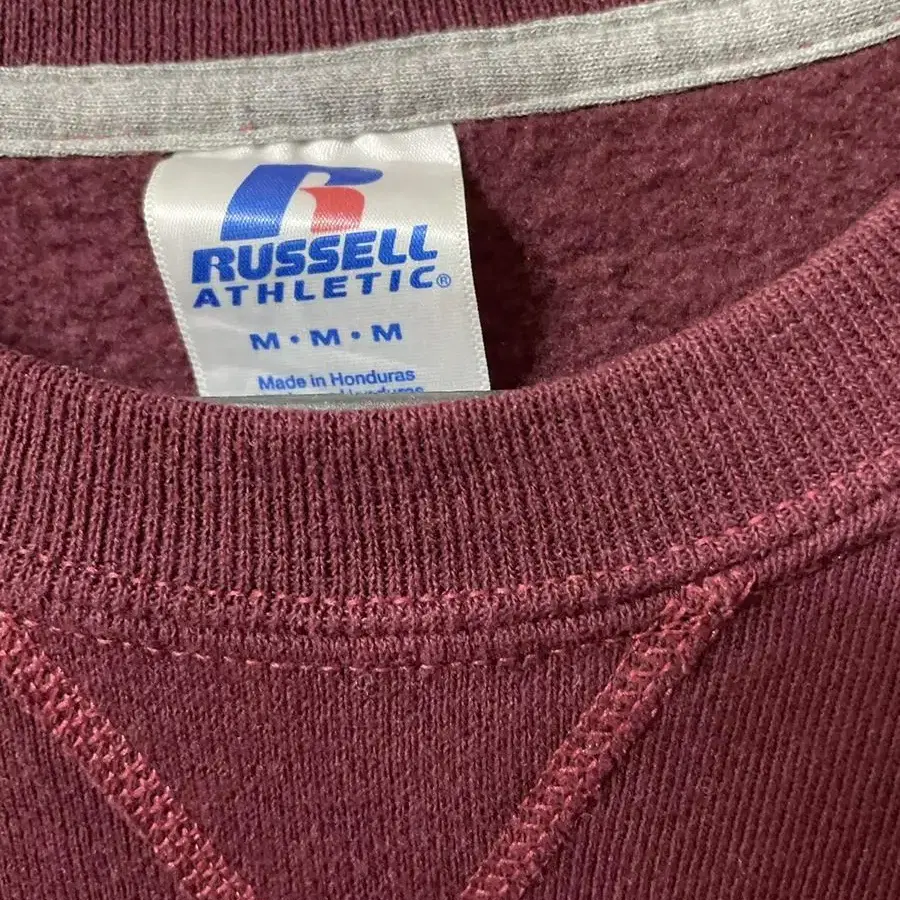 RUSSELL
ATHLETIC®
M • M • M
Made in Honduras